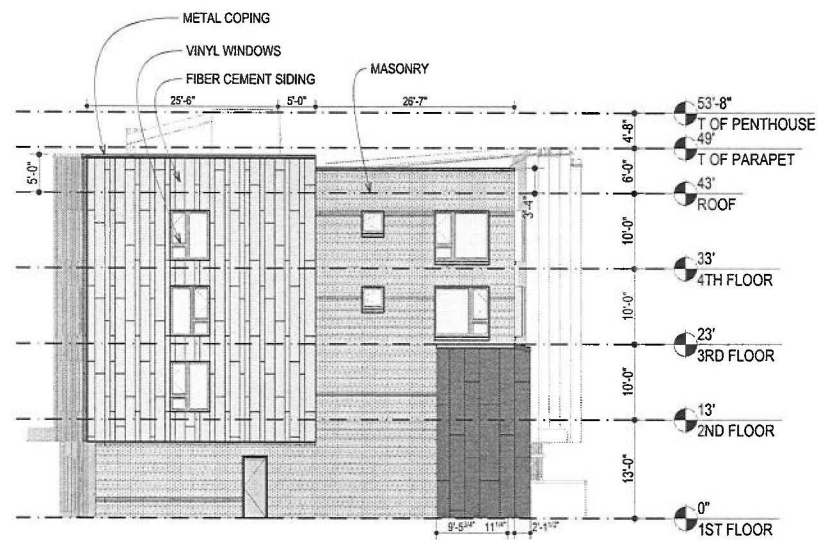 METAL COPING
VINYL WINDOWS
FIBER CEMENT SIDING
MASONRY
25'-6"
5'-0"
26'-7"
53'-8"
T OF PENTHOUSE
4'-8"
49'
T OF PARAPET
5'-0"
6'-0"
43'
ROOF
3'-4"
10'-0"
33'
4TH FLOOR
10'-0"
23'
3RD FLOOR
10'-0"
13'
2ND FLOOR
13'-0"
0"
1ST FLOOR
9'-5 3/4"
11 1/4"
2'-1 1/2"